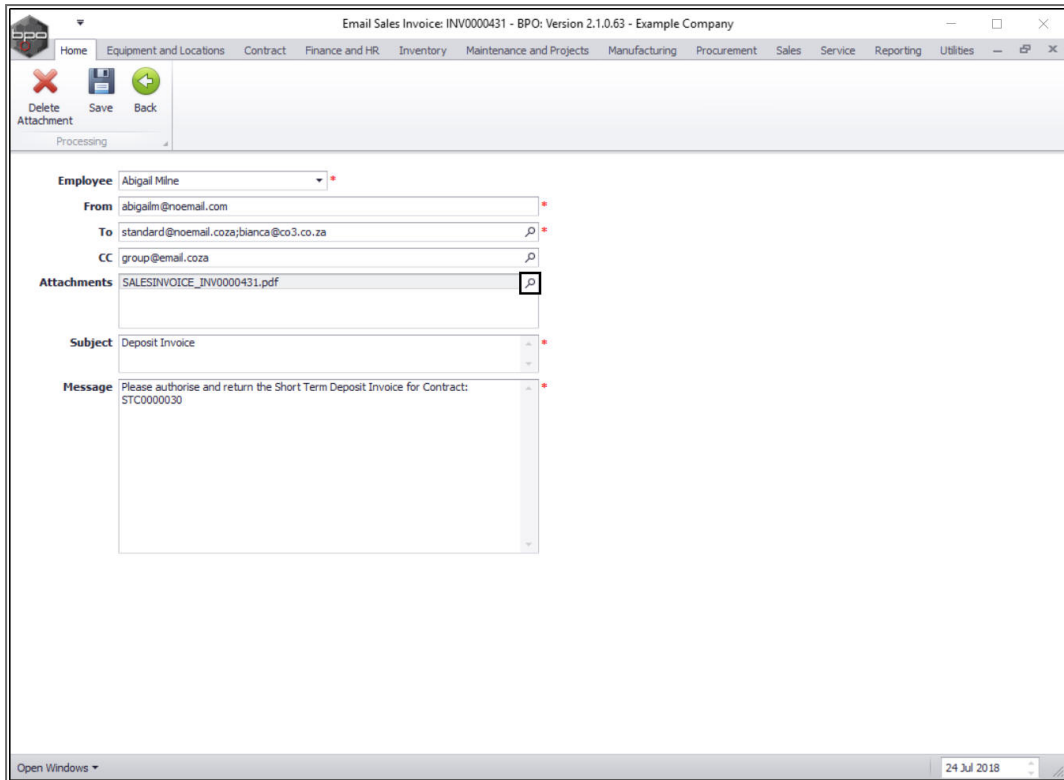 Email Sales Invoice: INV0000431 - BPO: Version 2.1.0.63 - Example Company
bpo
Home Equipment and Locations Contract Finance and HR Inventory Maintenance and Projects Manufacturing Procurement Sales Service Reporting Utilities
Delete Attachment
Save
Back
Processing
Employee Abigail Milne *
From abigailm@noemail.com *
To standard@noemail.coza;bianca@co3.co.za *
CC group@email.coza
Attachments SALESINVOICE_INV0000431.pdf
Subject Deposit Invoice *
Message Please authorise and return the Short Term Deposit Invoice for Contract: *
STC0000030
Open Windows 24 Jul 2018